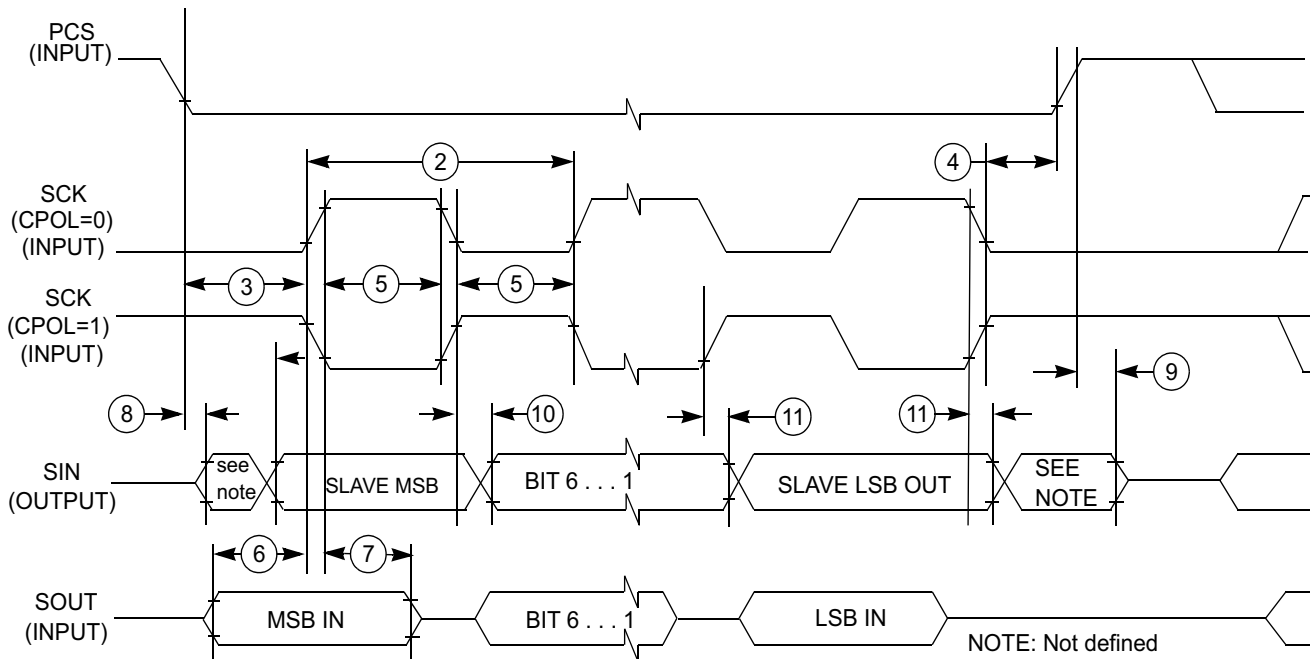 PCS
(INPUT)
2
4
SCK
(CPOL=0)
(INPUT)
3
5
5
SCK
(CPOL=1)
(INPUT)
9
8
10
11
11
SIN
(OUTPUT)
see
note
SLAVE MSB
BIT 6 . . . 1
SLAVE LSB OUT
SEE
NOTE
6
7
SOUT
(INPUT)
MSB IN
BIT 6 . . . 1
LSB IN
NOTE: Not defined